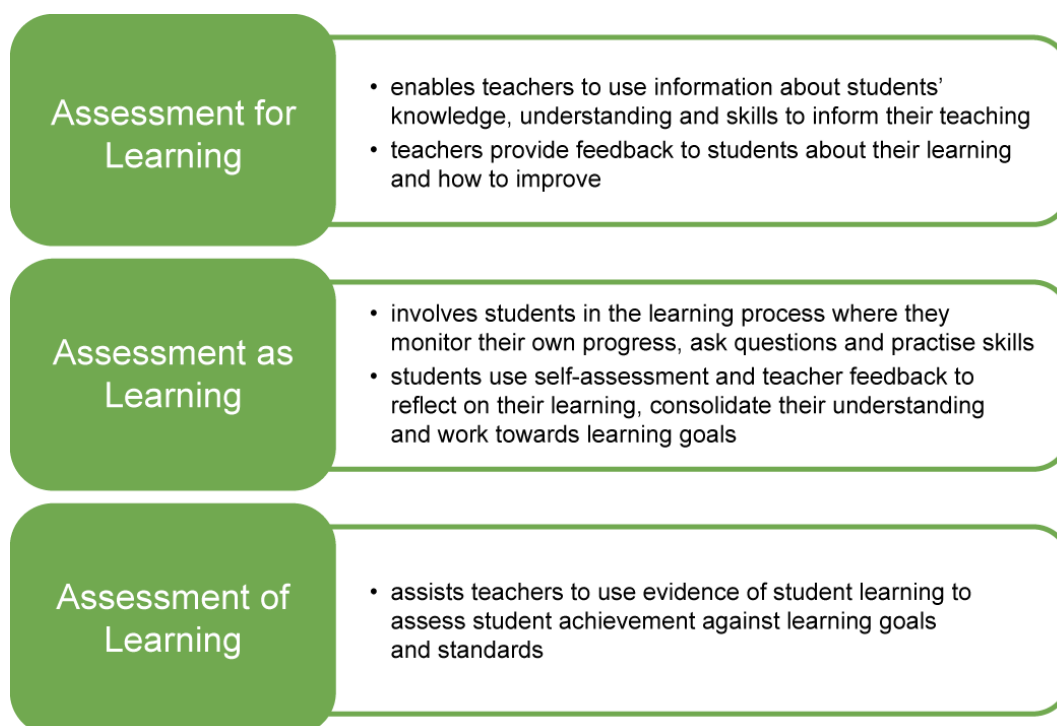 Assessment for
Learning
• enables teachers to use information about students’
knowledge, understanding and skills to inform their teaching
• teachers provide feedback to students about their learning
and how to improve
Assessment as
Learning
• involves students in the learning process where they
monitor their own progress, ask questions and practise skills
• students use self-assessment and teacher feedback to
reflect on their learning, consolidate their understanding
and work towards learning goals
Assessment of
Learning
• assists teachers to use evidence of student learning to
assess student achievement against learning goals
and standards